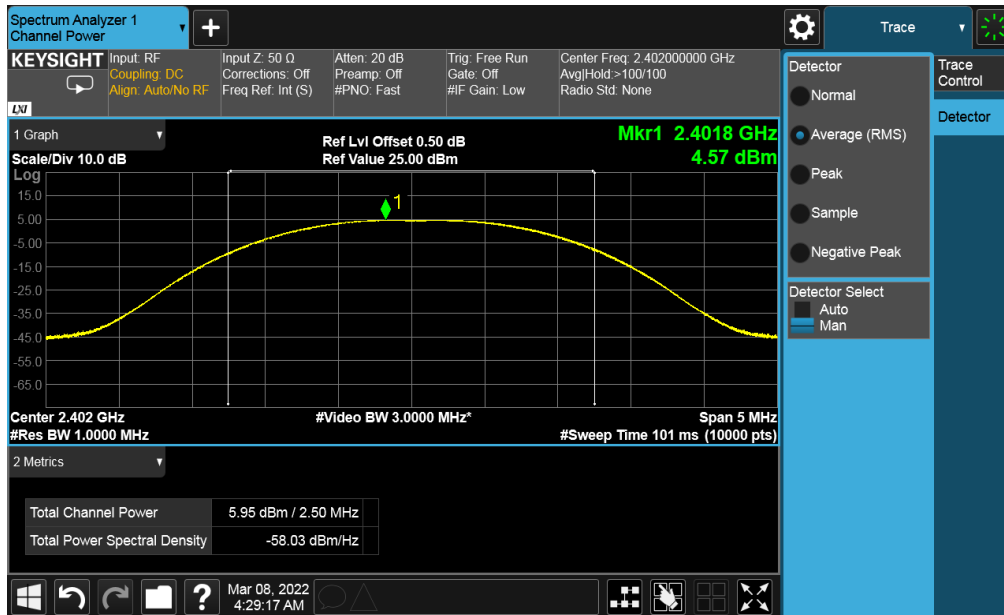 Spectrum Analyzer 1
Channel Power
+
Trace
KEYSIGHT
LXI
Input: RF
Coupling: DC
Align: Auto/No RF
Input Z: 50 Ω
Corrections: Off
Freq Ref: Int (S)
Atten: 20 dB
Preamp: Off
#PNO: Fast
Trig: Free Run
Gate: Off
#IF Gain: Low
Center Freq: 2.402000000 GHz
Avg|Hold:>100/100
Radio Std: None
1 Graph
Scale/Div 10.0 dB
Ref Lvl Offset 0.50 dB
Ref Value 25.00 dBm
Mkr1 2.4018 GHz
4.57 dBm
Log
15.0
5.00
-5.00
-15.0
-25.0
-35.0
-45.0
-55.0
-65.0
1
Center 2.402 GHz
#Res BW 1.0000 MHz
#Video BW 3.0000 MHz*
Span 5 MHz
#Sweep Time 101 ms (10000 pts)
2 Metrics
Total Channel Power 5.95 dBm / 2.50 MHz
Total Power Spectral Density -58.03 dBm/Hz
?
Mar 08, 2022
4:29:17 AM
Detector
Normal
Average (RMS)
Peak
Sample
Negative Peak
Detector Select
Auto
Man
Trace
Control
Detector